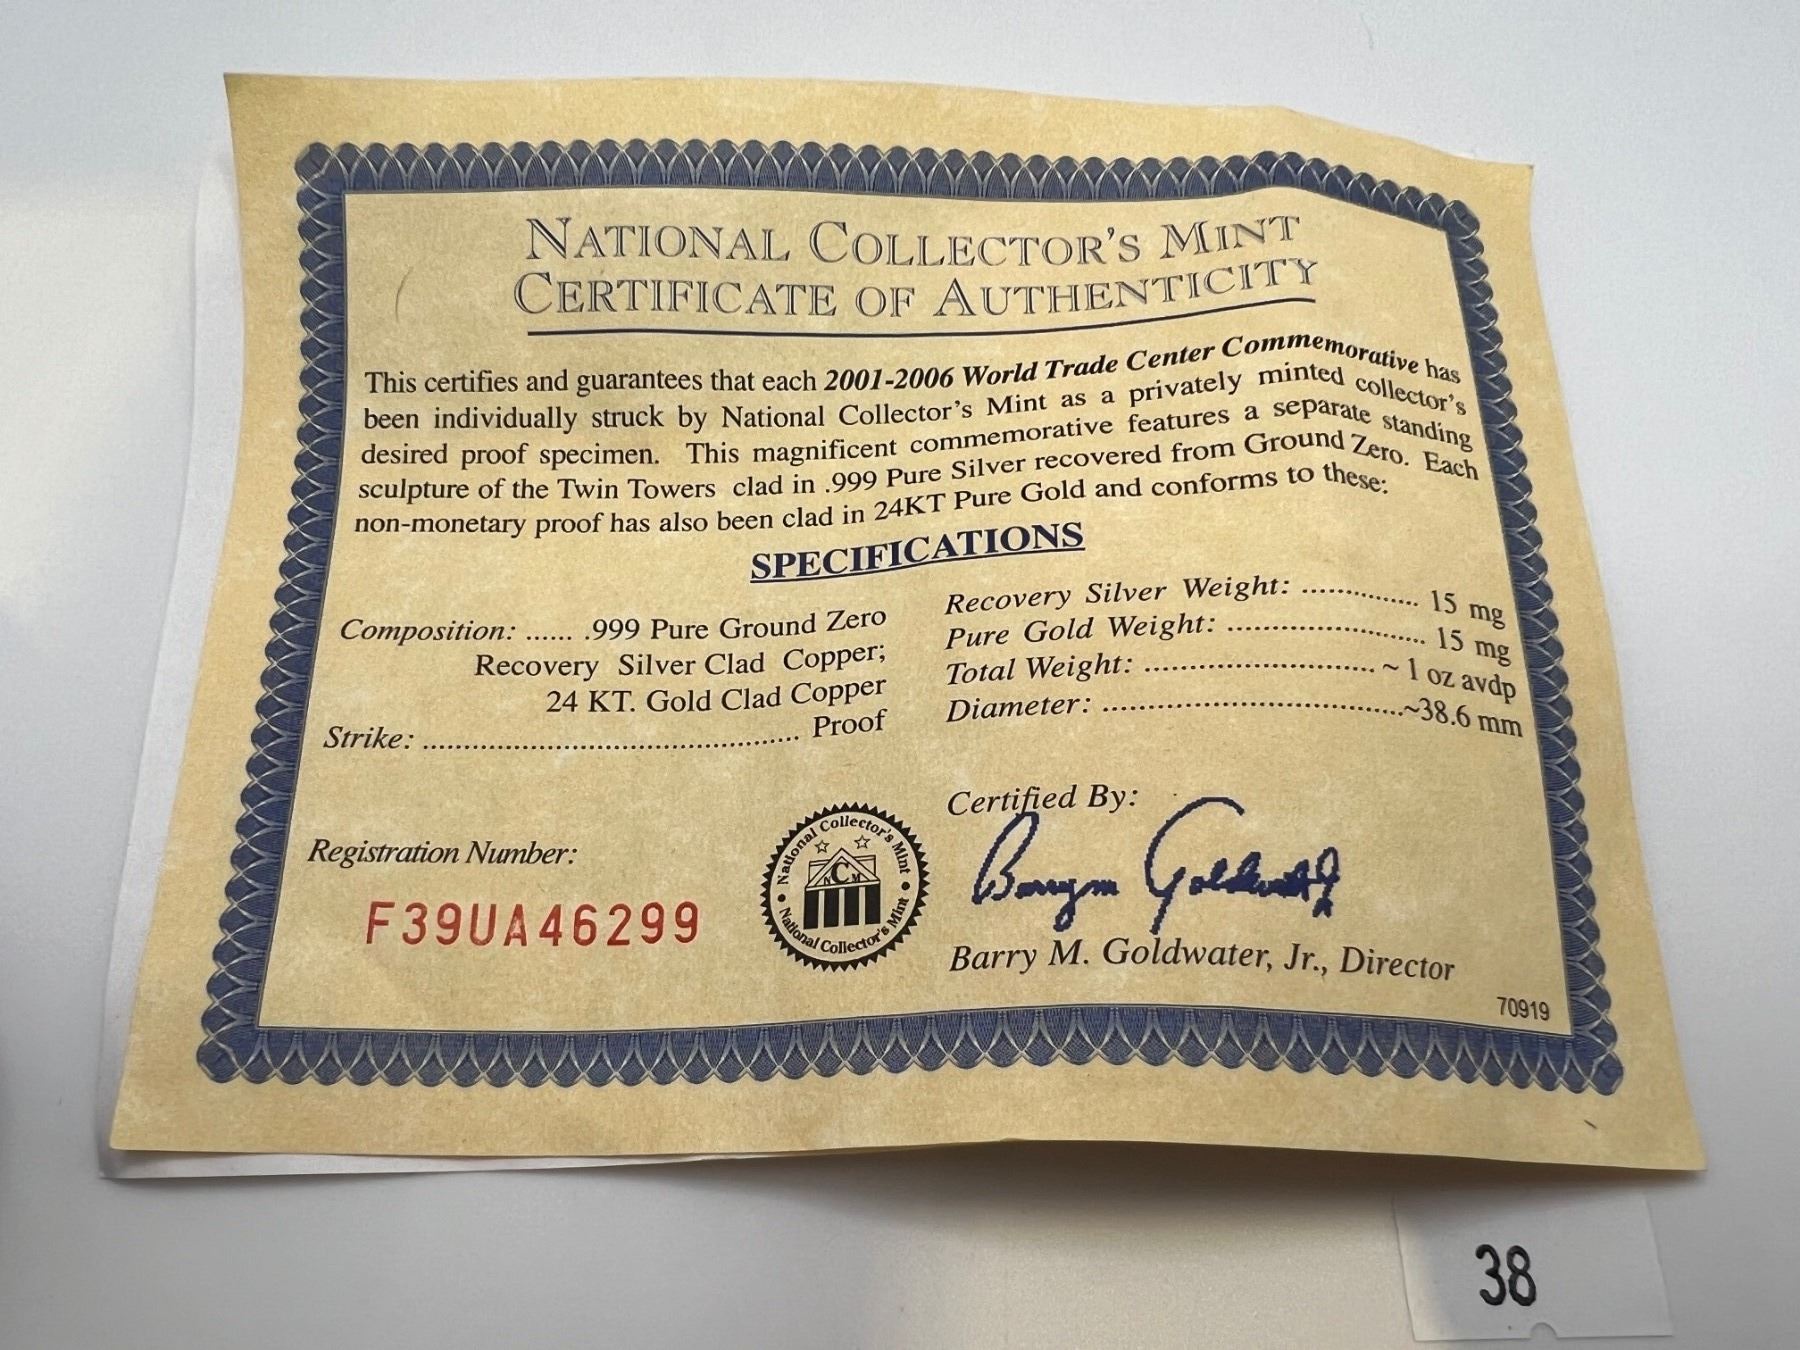 NATIONAL COLLECTOR'S MINT
CERTIFICATE OF AUTHENTICITY
This certifies and guarantees that each 2001-2006 World Trade Center Commemorative has
been individually struck by National Collector's Mint as a privately minted collector's
desired proof specimen. This magnificent commemorative features a separate standing
sculpture of the Twin Towers clad in .999 Pure Silver recovered from Ground Zero. Each
non-monetary proof has also been clad in 24KT Pure Gold and conforms to these:
SPECIFICATIONS
Composition: ...... .999 Pure Ground Zero
Recovery Silver Clad Copper;
24 KT. Gold Clad Copper
Strike: ............................................. Proof
Recovery Silver Weight: .............. 15 mg
Pure Gold Weight: ........................ 15 mg
Total Weight: ............................ ~ 1 oz avdp
Diameter: ....................................~38.6 mm
Registration Number:
F39UA46299
National Collector's Mint
NCM
National Collector's Mint
Certified By:
Barry M Goldwater Jr
Barry M. Goldwater, Jr., Director
70919
38